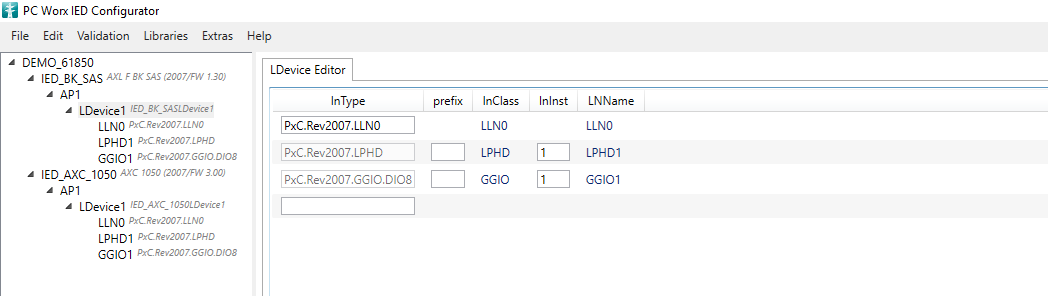 PC Worx IED Configurator
File Edit Validation Libraries Extras Help
DEMO_61850
IED_BK_SAS AXL F BK SAS (2007/FW 1.30)
AP1
LDevice1 IED_BK_SASLDevice1
LLN0 PxC.Rev2007.LLN0
LPHD1 PxC.Rev2007.LPHD
GGIO1 PxC.Rev2007.GGIO.DIO8
IED_AXC_1050 AXC 1050 (2007/FW 3.00)
AP1
LDevice1 IED_AXC_1050LDevice1
LLN0 PxC.Rev2007.LLN0
LPHD1 PxC.Rev2007.LPHD
GGIO1 PxC.Rev2007.GGIO.DIO8
LDevice Editor
lnType prefix lnClass lnInst LNName
PxC.Rev2007.LLN0 LLN0 LLN0
PxC.Rev2007.LPHD LPHD 1 LPHD1
PxC.Rev2007.GGIO.DIO8 GGIO 1 GGIO1